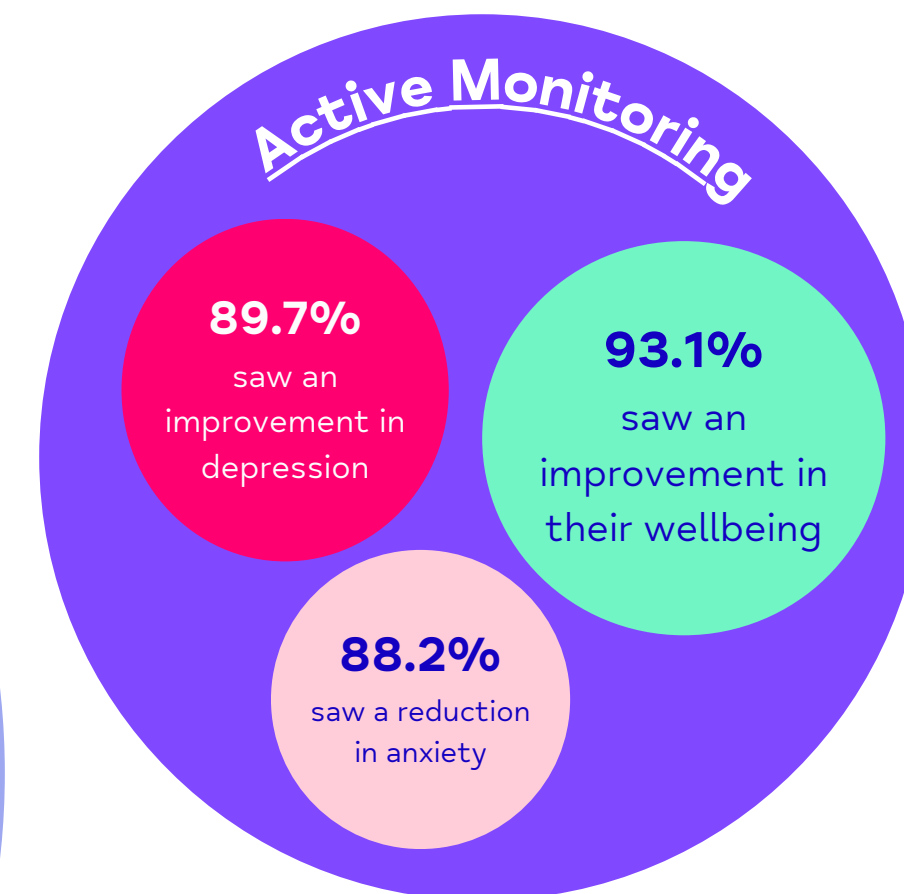 Active Monitoring
89.7%
saw an
improvement in
depression
93.1%
saw an
improvement in
their wellbeing
88.2%
saw a reduction
in anxiety